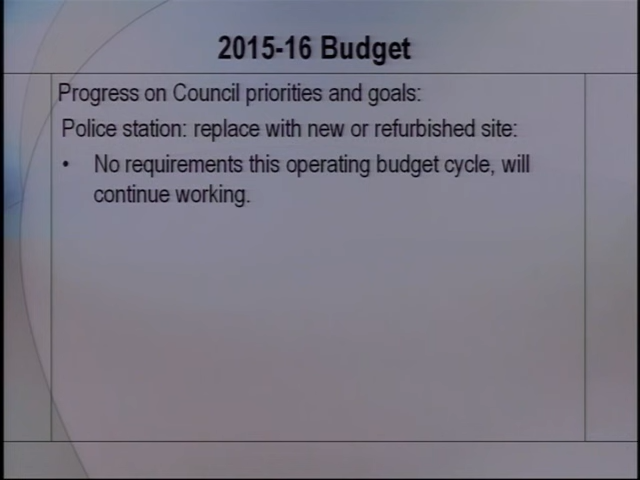 2015-16 Budget
Progress on Council priorities and goals:
Police station: replace with new or refurbished site:
• No requirements this operating budget cycle, will
continue working.